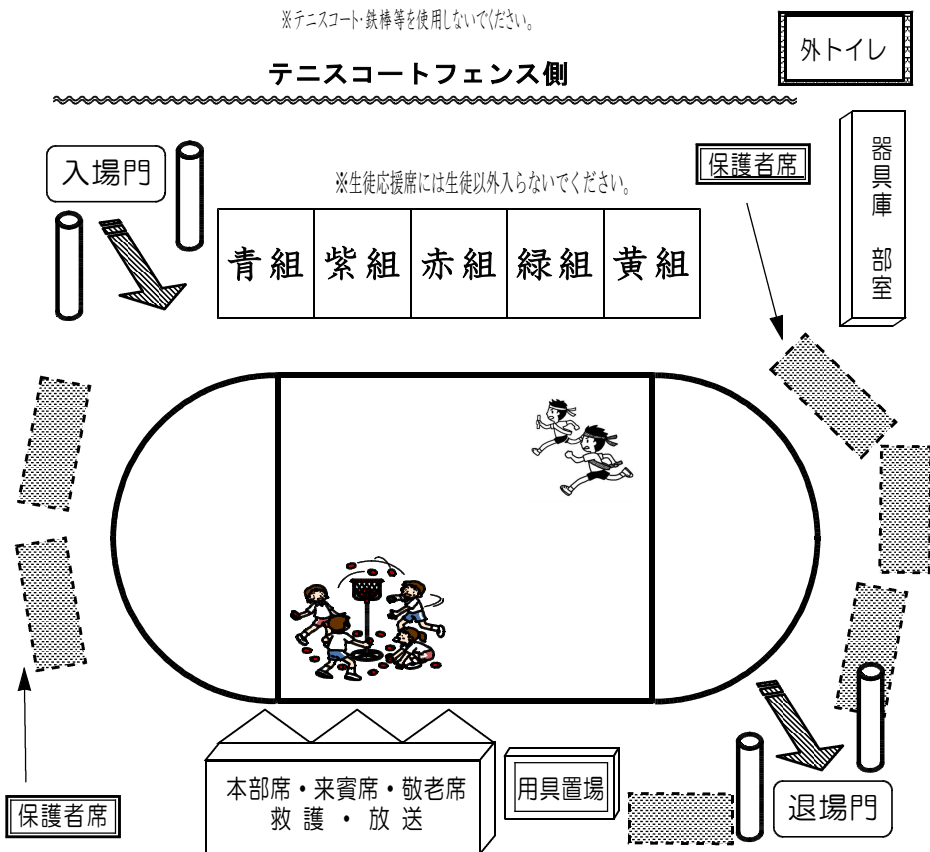 ※テニスコート・鉄棒等を使用しないでください。
外トイレ
テニスコートフェンス側
入場門
保護者席
器具庫 部室
※生徒応援席には生徒以外入らないでください。
青組 紫組 赤組 緑組 黄組
本部席・来賓席・敬老席
救護・放送
用具置場
保護者席
退場門